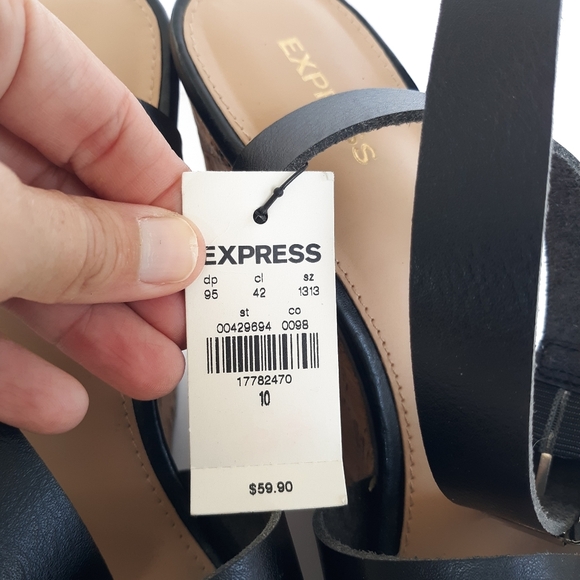 EXPRESS
EXPRESS
dp cl sz
95 42 1313
st co
00429694 0098
17782470
10
$59.90